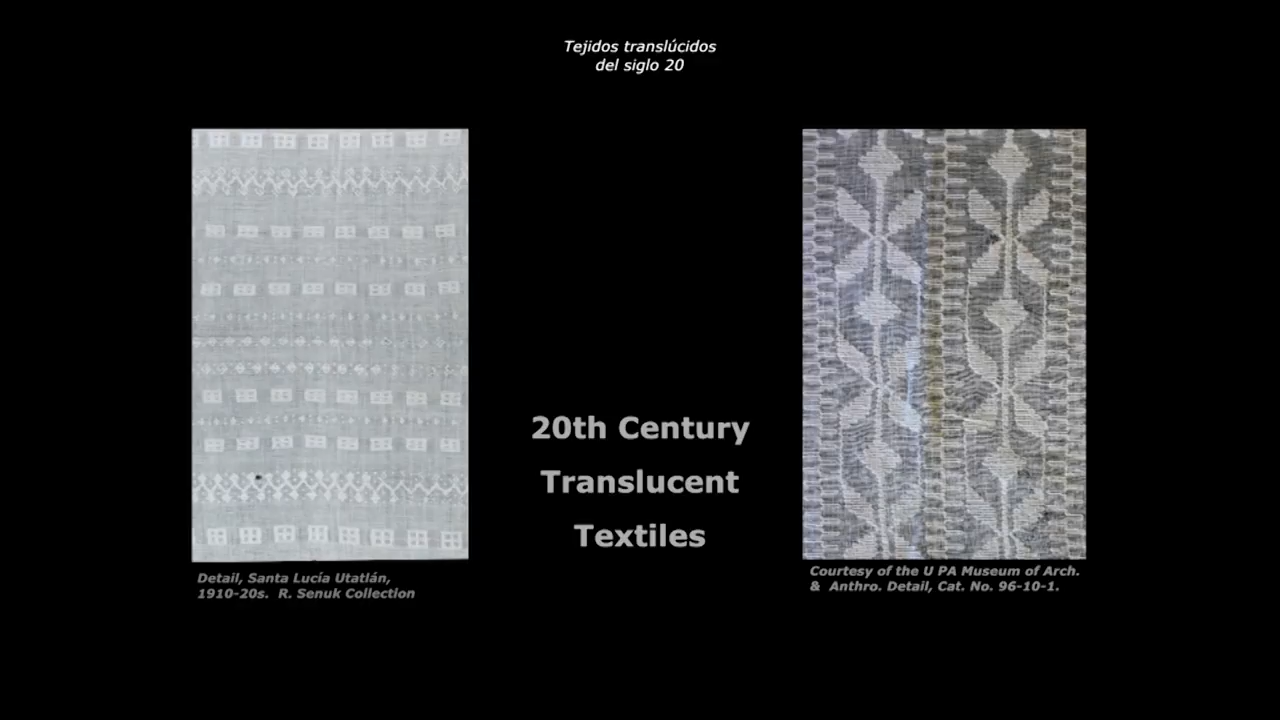 Tejidos translúcidos
del siglo 20
20th Century
Translucent
Textiles
Detail, Santa Lucía Utatlán,
1910-20s. R. Senuk Collection
Courtesy of the U PA Museum of Arch.
& Anthro. Detail, Cat. No. 96-10-1.